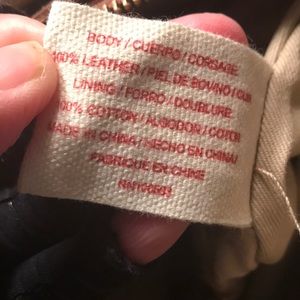 BODY / CUERPO / CORSAGE
100% LEATHER / PIEL DE BOVINO / CUIR
LINING / FORRO / DOUBLURE
100% COTTON / ALGODON / COTON
MADE IN CHINA / HECHO EN CHINA /
FABRIQUE EN CHINE